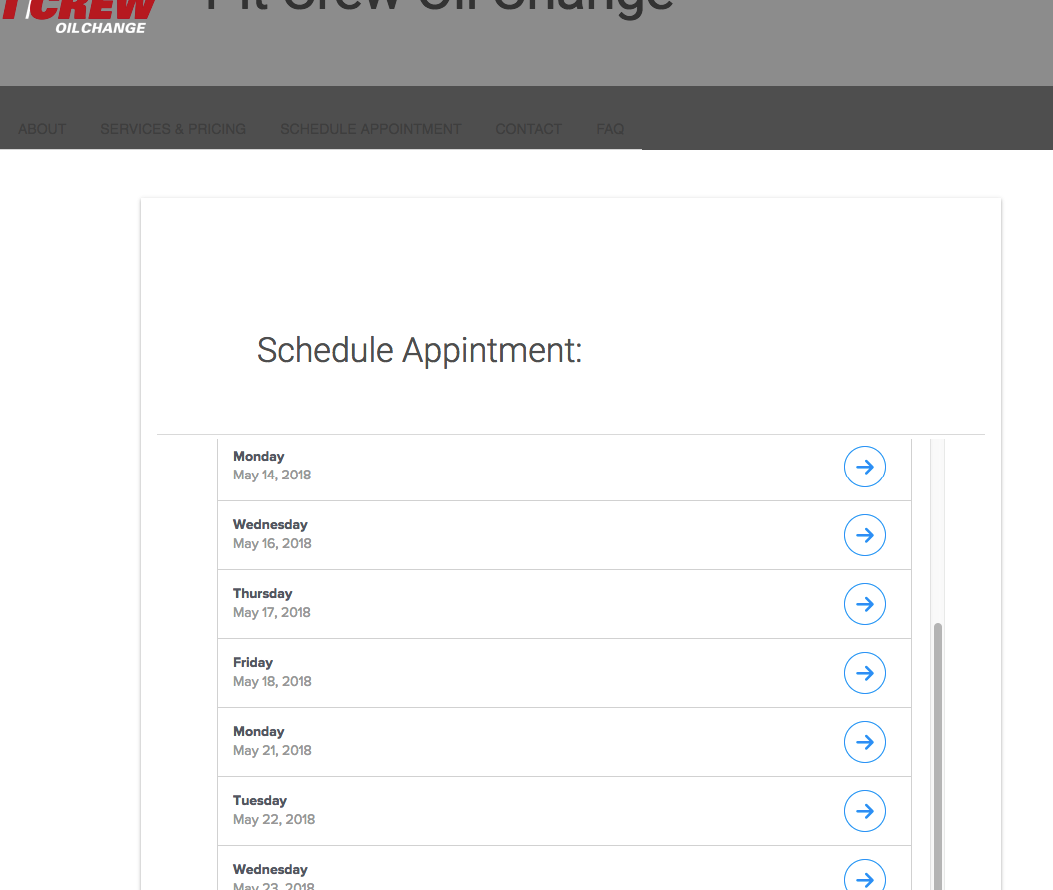 CREW
Pit Crew Oil Change
OILCHANGE
ABOUT SERVICES & PRICING SCHEDULE APPOINTMENT CONTACT FAQ
Schedule Appintment:
Monday
May 14, 2018
Wednesday
May 16, 2018
Thursday
May 17, 2018
Friday
May 18, 2018
Monday
May 21, 2018
Tuesday
May 22, 2018
Wednesday
May 23, 2018